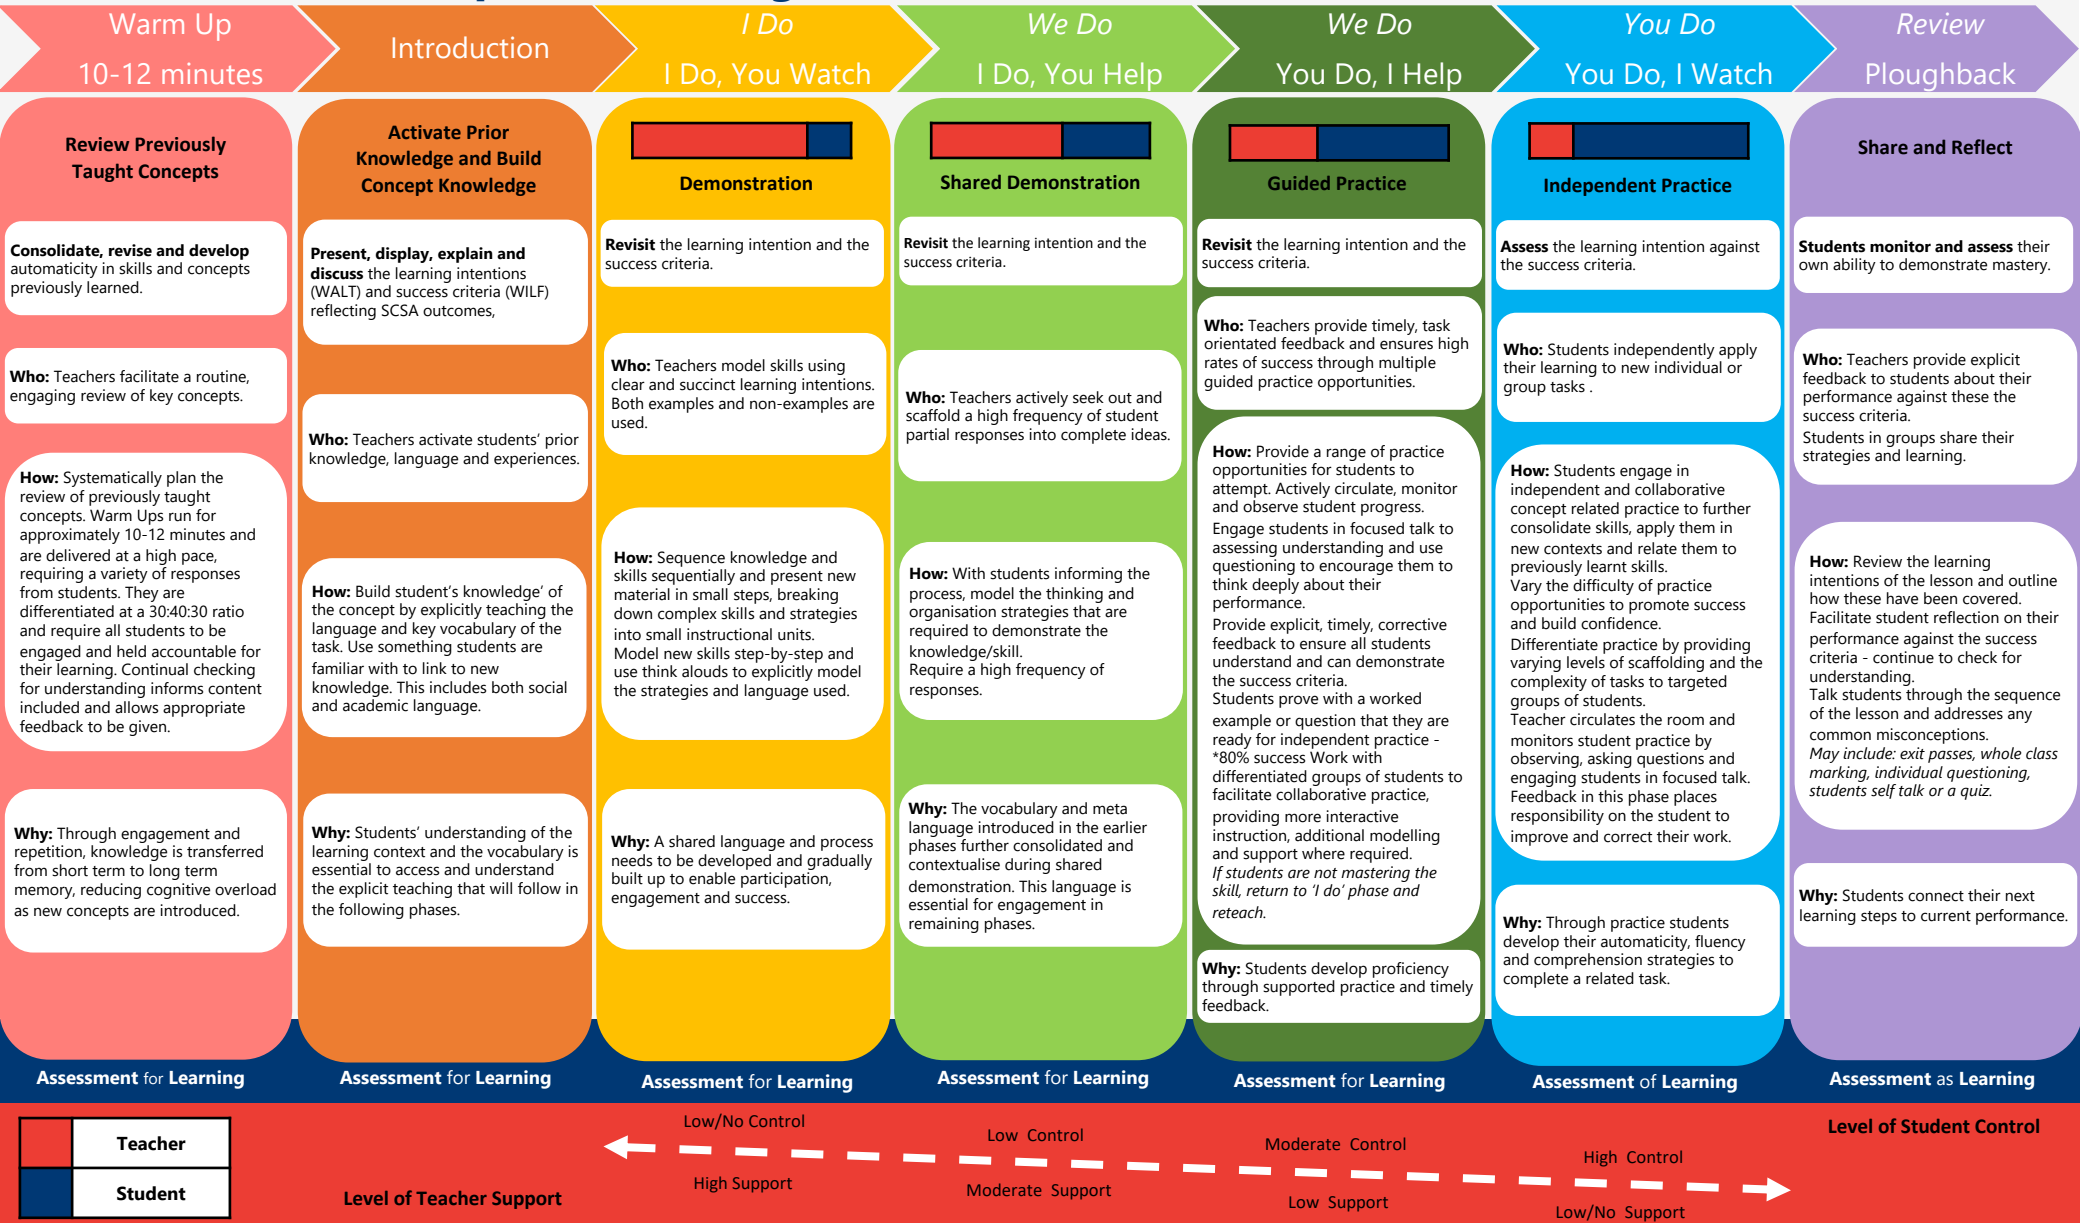 Warm Up
10-12 minutes
Introduction
I Do
I Do, You Watch
We Do
I Do, You Help
We Do
You Do, I Help
You Do
You Do, I Watch
Review
Ploughback
Review Previously
Taught Concepts
Consolidate, revise and develop
automaticity in skills and concepts
previously learned.
Who: Teachers facilitate a routine,
engaging review of key concepts.
How: Systematically plan the
review of previously taught
concepts. Warm Ups run for
approximately 10-12 minutes and
are delivered at a high pace,
requiring a variety of responses
from students. They are
differentiated at a 30:40:30 ratio
and require all students to be
engaged and held accountable for
their learning. Continual checking
for understanding informs content
included and allows appropriate
feedback to be given.
Why: Through engagement and
repetition, knowledge is transferred
from short term to long term
memory, reducing cognitive overload
as new concepts are introduced.
Assessment for Learning
Activate Prior
Knowledge and Build
Concept Knowledge
Present, display, explain and
discuss the learning intentions
(WALT) and success criteria (WILF)
reflecting SCSA outcomes,
Who: Teachers activate students' prior
knowledge, language and experiences.
How: Build student's knowledge' of
the concept by explicitly teaching the
language and key vocabulary of the
task. Use something students are
familiar with to link to new
knowledge. This includes both social
and academic language.
Why: Students' understanding of the
learning context and the vocabulary is
essential to access and understand
the explicit teaching that will follow in
the following phases.
Assessment for Learning
Demonstration
Revisit the learning intention and the
success criteria.
Who: Teachers model skills using
clear and succinct learning intentions.
Both examples and non-examples are
used.
How: Sequence knowledge and
skills sequentially and present new
material in small steps, breaking
down complex skills and strategies
into small instructional units.
Model new skills step-by-step and
use think alouds to explicitly model
the strategies and language used.
Why: A shared language and process
needs to be developed and gradually
built up to enable participation,
engagement and success.
Assessment for Learning
Shared Demonstration
Revisit the learning intention and the
success criteria.
Who: Teachers actively seek out and
scaffold a high frequency of student
partial responses into complete ideas.
How: With students informing the
process, model the thinking and
organisation strategies that are
required to demonstrate the
knowledge/skill.
Require a high frequency of
responses.
Why: The vocabulary and meta
language introduced in the earlier
phases further consolidated and
contextualise during shared
demonstration. This language is
essential for engagement in
remaining phases.
Assessment for Learning
Guided Practice
Revisit the learning intention and the
success criteria.
Who: Teachers provide timely, task
orientated feedback and ensures high
rates of success through multiple
guided practice opportunities.
How: Provide a range of practice
opportunities for students to
attempt. Actively circulate, monitor
and observe student progress.
Engage students in focused talk to
assessing understanding and use
questioning to encourage them to
think deeply about their
performance.
Provide explicit, timely, corrective
feedback to ensure all students
understand and can demonstrate
the success criteria.
Students prove with a worked
example or question that they are
ready for independent practice -
*80% success Work with
differentiated groups of students to
facilitate collaborative practice,
providing more interactive
instruction, additional modelling
and support where required.
If students are not mastering the
skill, return to 'I do' phase and
reteach.
Why: Students develop proficiency
through supported practice and timely
feedback.
Assessment for Learning
Independent Practice
Assess the learning intention against
the success criteria.
Who: Students independently apply
their learning to new individual or
group tasks .
How: Students engage in
independent and collaborative
concept related practice to further
consolidate skills, apply them in
new contexts and relate them to
previously learnt skills.
Vary the difficulty of practice
opportunities to promote success
and build confidence.
Differentiate practice by providing
varying levels of scaffolding and the
complexity of tasks to targeted
groups of students.
Teacher circulates the room and
monitors student practice by
observing, asking questions and
engaging students in focused talk.
Feedback in this phase places
responsibility on the student to
improve and correct their work.
Why: Through practice students
develop their automaticity, fluency
and comprehension strategies to
complete a related task.
Assessment of Learning
Share and Reflect
Students monitor and assess their
own ability to demonstrate mastery.
Who: Teachers provide explicit
feedback to students about their
performance against these the
success criteria.
Students in groups share their
strategies and learning.
How: Review the learning
intentions of the lesson and outline
how these have been covered.
Facilitate student reflection on their
performance against the success
criteria - continue to check for
understanding.
Talk students through the sequence
of the lesson and addresses any
common misconceptions.
May include: exit passes, whole class
marking, individual questioning,
students self talk or a quiz.
Why: Students connect their next
learning steps to current performance.
Assessment as Learning
Teacher
Student
Level of Teacher Support
Low/No Control
High Support
Low Control
Moderate Support
Moderate Control
Low Support
High Control
Low/No Support
Level of Student Control